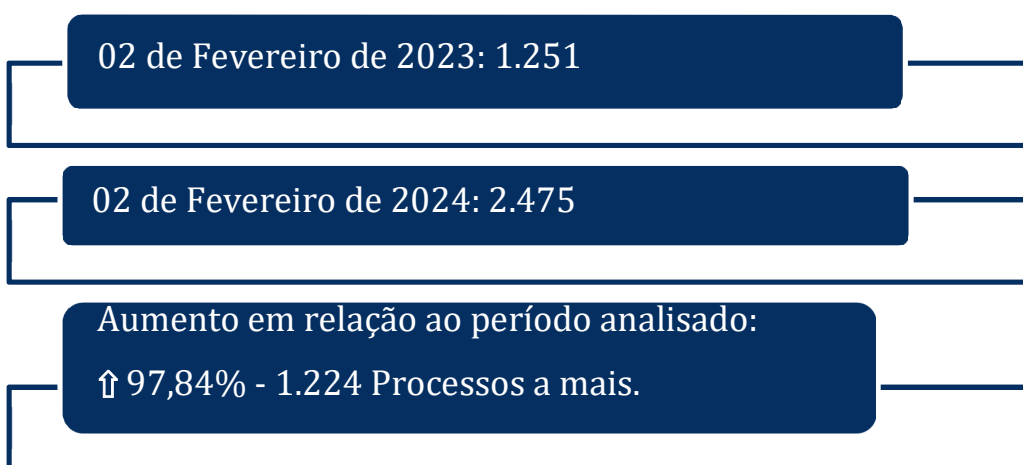 02 de Fevereiro de 2023: 1.251
02 de Fevereiro de 2024: 2.475
Aumento em relação ao período analisado:
⇧ 97,84% - 1.224 Processos a mais.